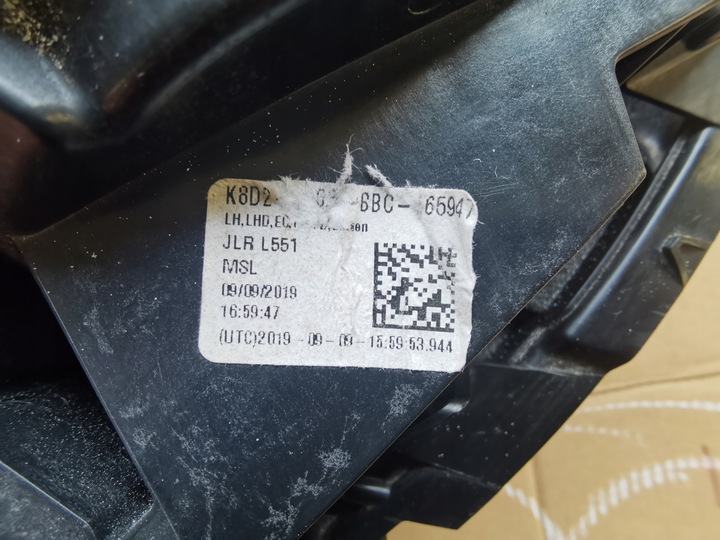 K8D2 6BC- 65947
LH,LHD,EC,
JLR L551
MSL
09/09/2019
16:59:47
(UTC)2019 -09-09-15:59:53.944